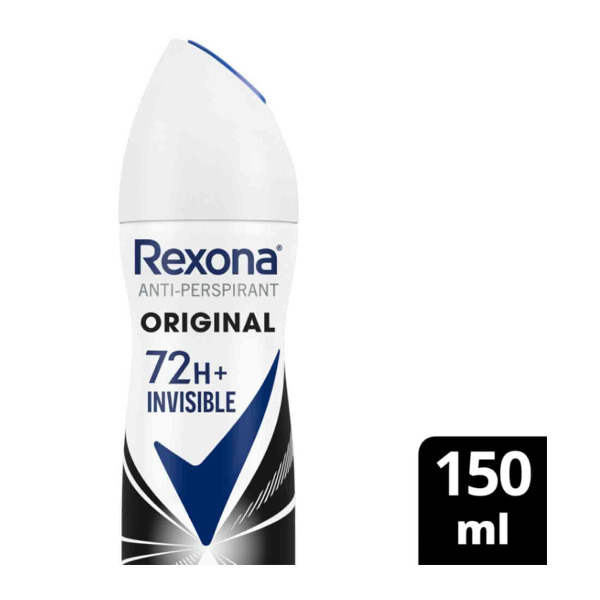 Rexona®
ANTI-PERSPIRANT
ORIGINAL
72H+
INVISIBLE
150
ml